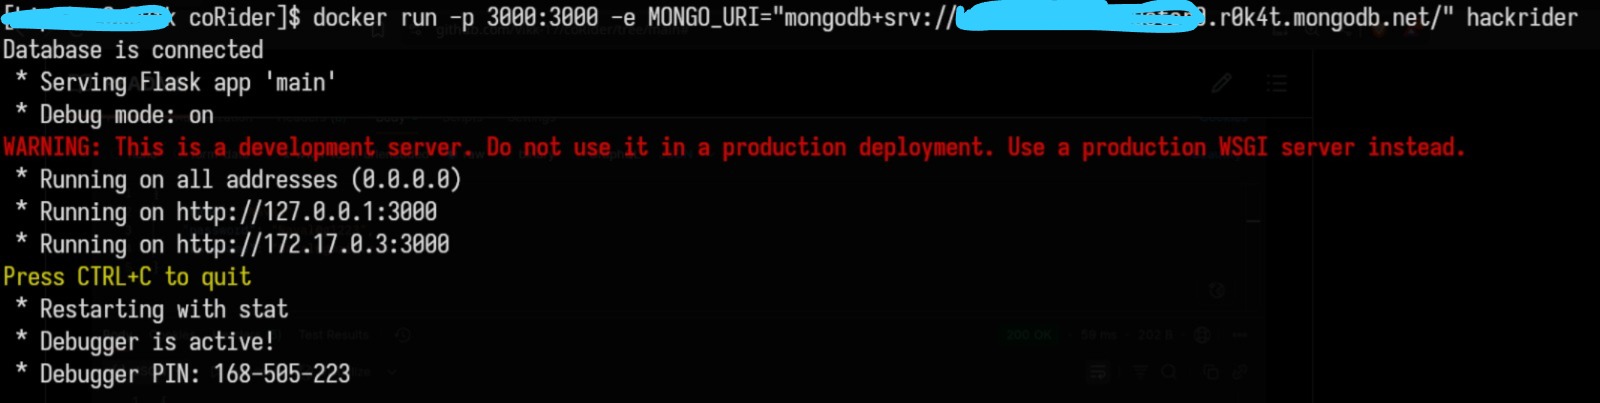 coRider]$ docker run -p 3000:3000 -e MONGO_URI="mongodb+srv:// .r0k4t.mongodb.net/" hackrider
Database is connected
* Serving Flask app 'main'
* Debug mode: on
WARNING: This is a development server. Do not use it in a production deployment. Use a production WSGI server instead.
* Running on all addresses (0.0.0.0)
* Running on http://127.0.0.1:3000
* Running on http://172.17.0.3:3000
Press CTRL+C to quit
* Restarting with stat
Test Results
200 OK
* Debugger is active!
* Debugger PIN: 168-505-223